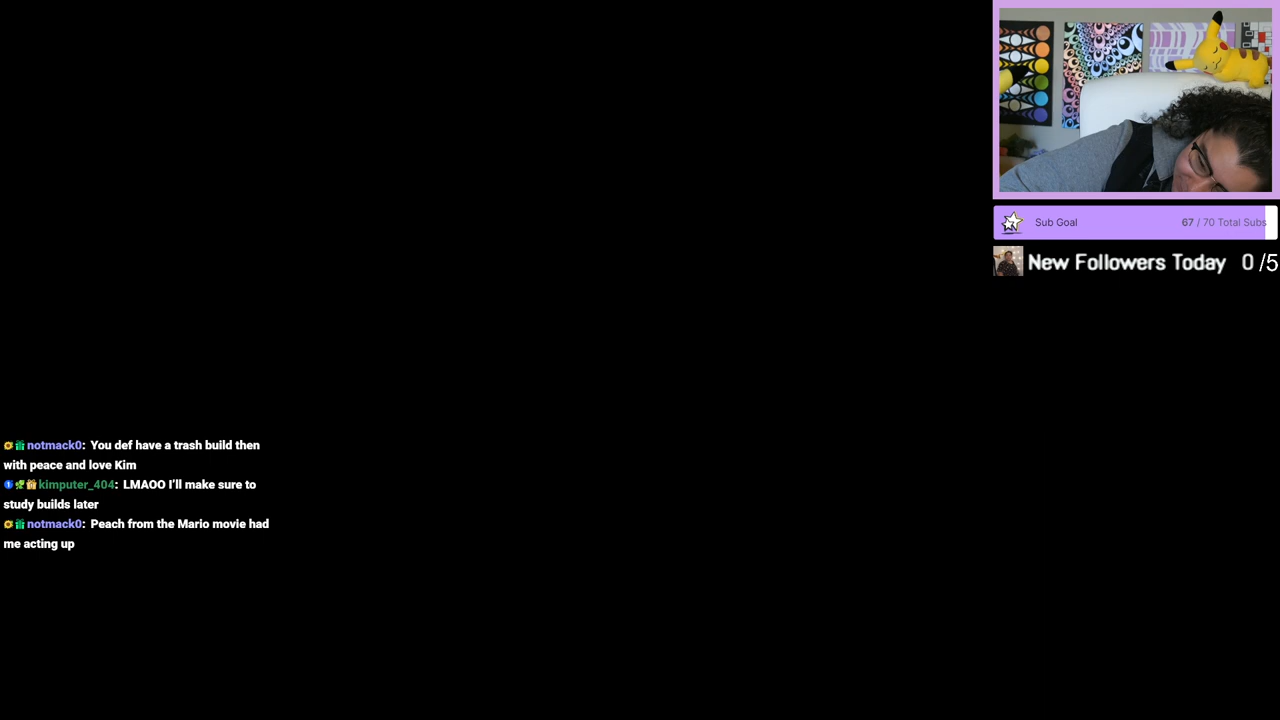 Sub Goal
67 / 70 Total Subs
New Followers Today 0 /5
notmack0: You def have a trash build then
with peace and love Kim
kimputer_404: LMAOO I'll make sure to
study builds later
notmack0: Peach from the Mario movie had
me acting up